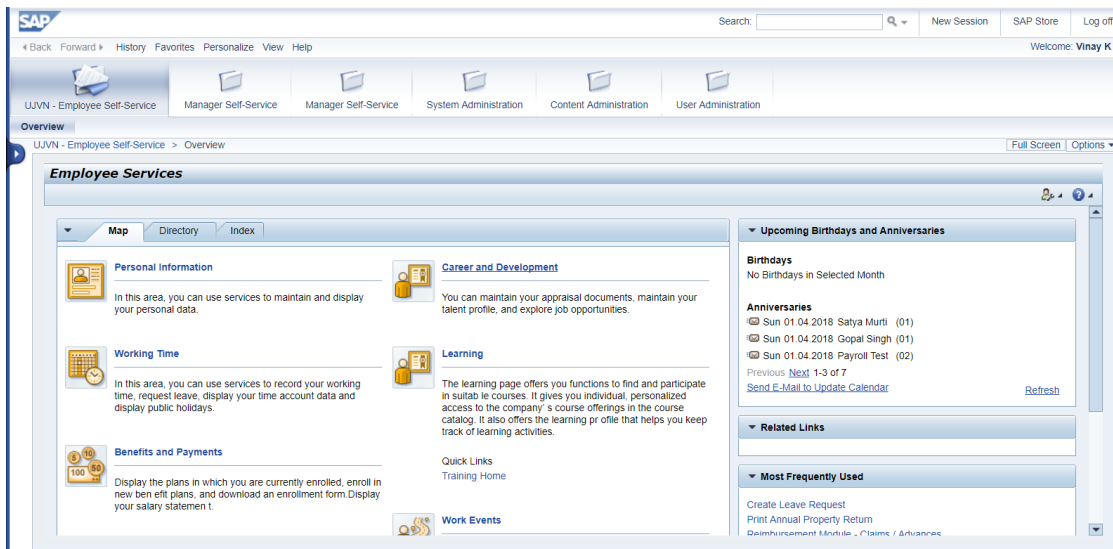 SAP
Search:
New Session
SAP Store
Log off
Back Forward History Favorites Personalize View Help
Welcome: Vinay K
UJVN - Employee Self-Service
Manager Self-Service
Manager Self-Service
System Administration
Content Administration
User Administration
Overview
UJVN - Employee Self-Service > Overview
Full Screen
Options
Employee Services
Map
Directory
Index
Personal Information
In this area, you can use services to maintain and display
your personal data.
Working Time
In this area, you can use services to record your working
time, request leave, display your time account data and
display public holidays.
Benefits and Payments
Display the plans in which you are currently enrolled, enroll in
new ben efit plans, and download an enrollment form.Display
your salary statemen t.
Career and Development
You can maintain your appraisal documents, maintain your
talent profile, and explore job opportunities.
Learning
The learning page offers you functions to find and participate
in suitab le courses. It gives you individual, personalized
access to the company' s course offerings in the course
catalog. It also offers the learning pr ofile that helps you keep
track of learning activities.
Quick Links
Training Home
Work Events
Upcoming Birthdays and Anniversaries
Birthdays
No Birthdays in Selected Month
Anniversaries
Sun 01.04.2018 Satya Murti (01)
Sun 01.04.2018 Gopal Singh (01)
Sun 01.04.2018 Payroll Test (02)
Previous Next 1-3 of 7
Send E-Mail to Update Calendar
Refresh
Related Links
Most Frequently Used
Create Leave Request
Print Annual Property Return
Reimbursement Module - Claims / Advances